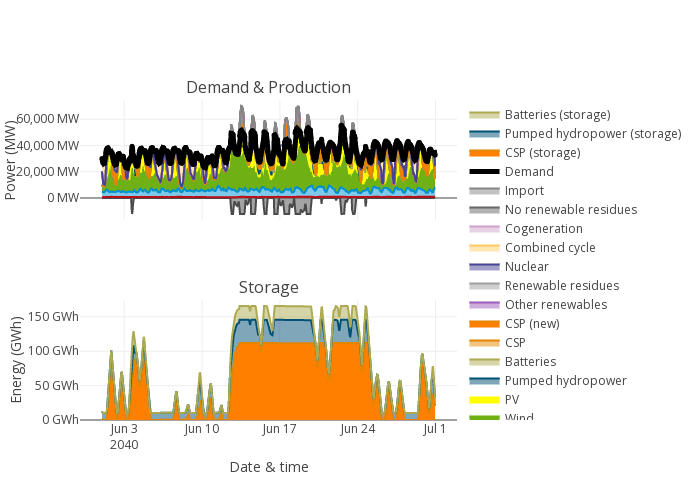 Demand & Production
Power (MW)
60,000 MW
40,000 MW
20,000 MW
0 MW
Storage
Energy (GWh)
150 GWh
100 GWh
50 GWh
0 GWh
Jun 3
2040
Jun 10
Jun 17
Jun 24
Jul 1
Date & time
Batteries (storage)
Pumped hydropower (storage)
CSP (storage)
Demand
Import
No renewable residues
Cogeneration
Combined cycle
Nuclear
Renewable residues
Other renewables
CSP (new)
CSP
Batteries
Pumped hydropower
PV
Wind